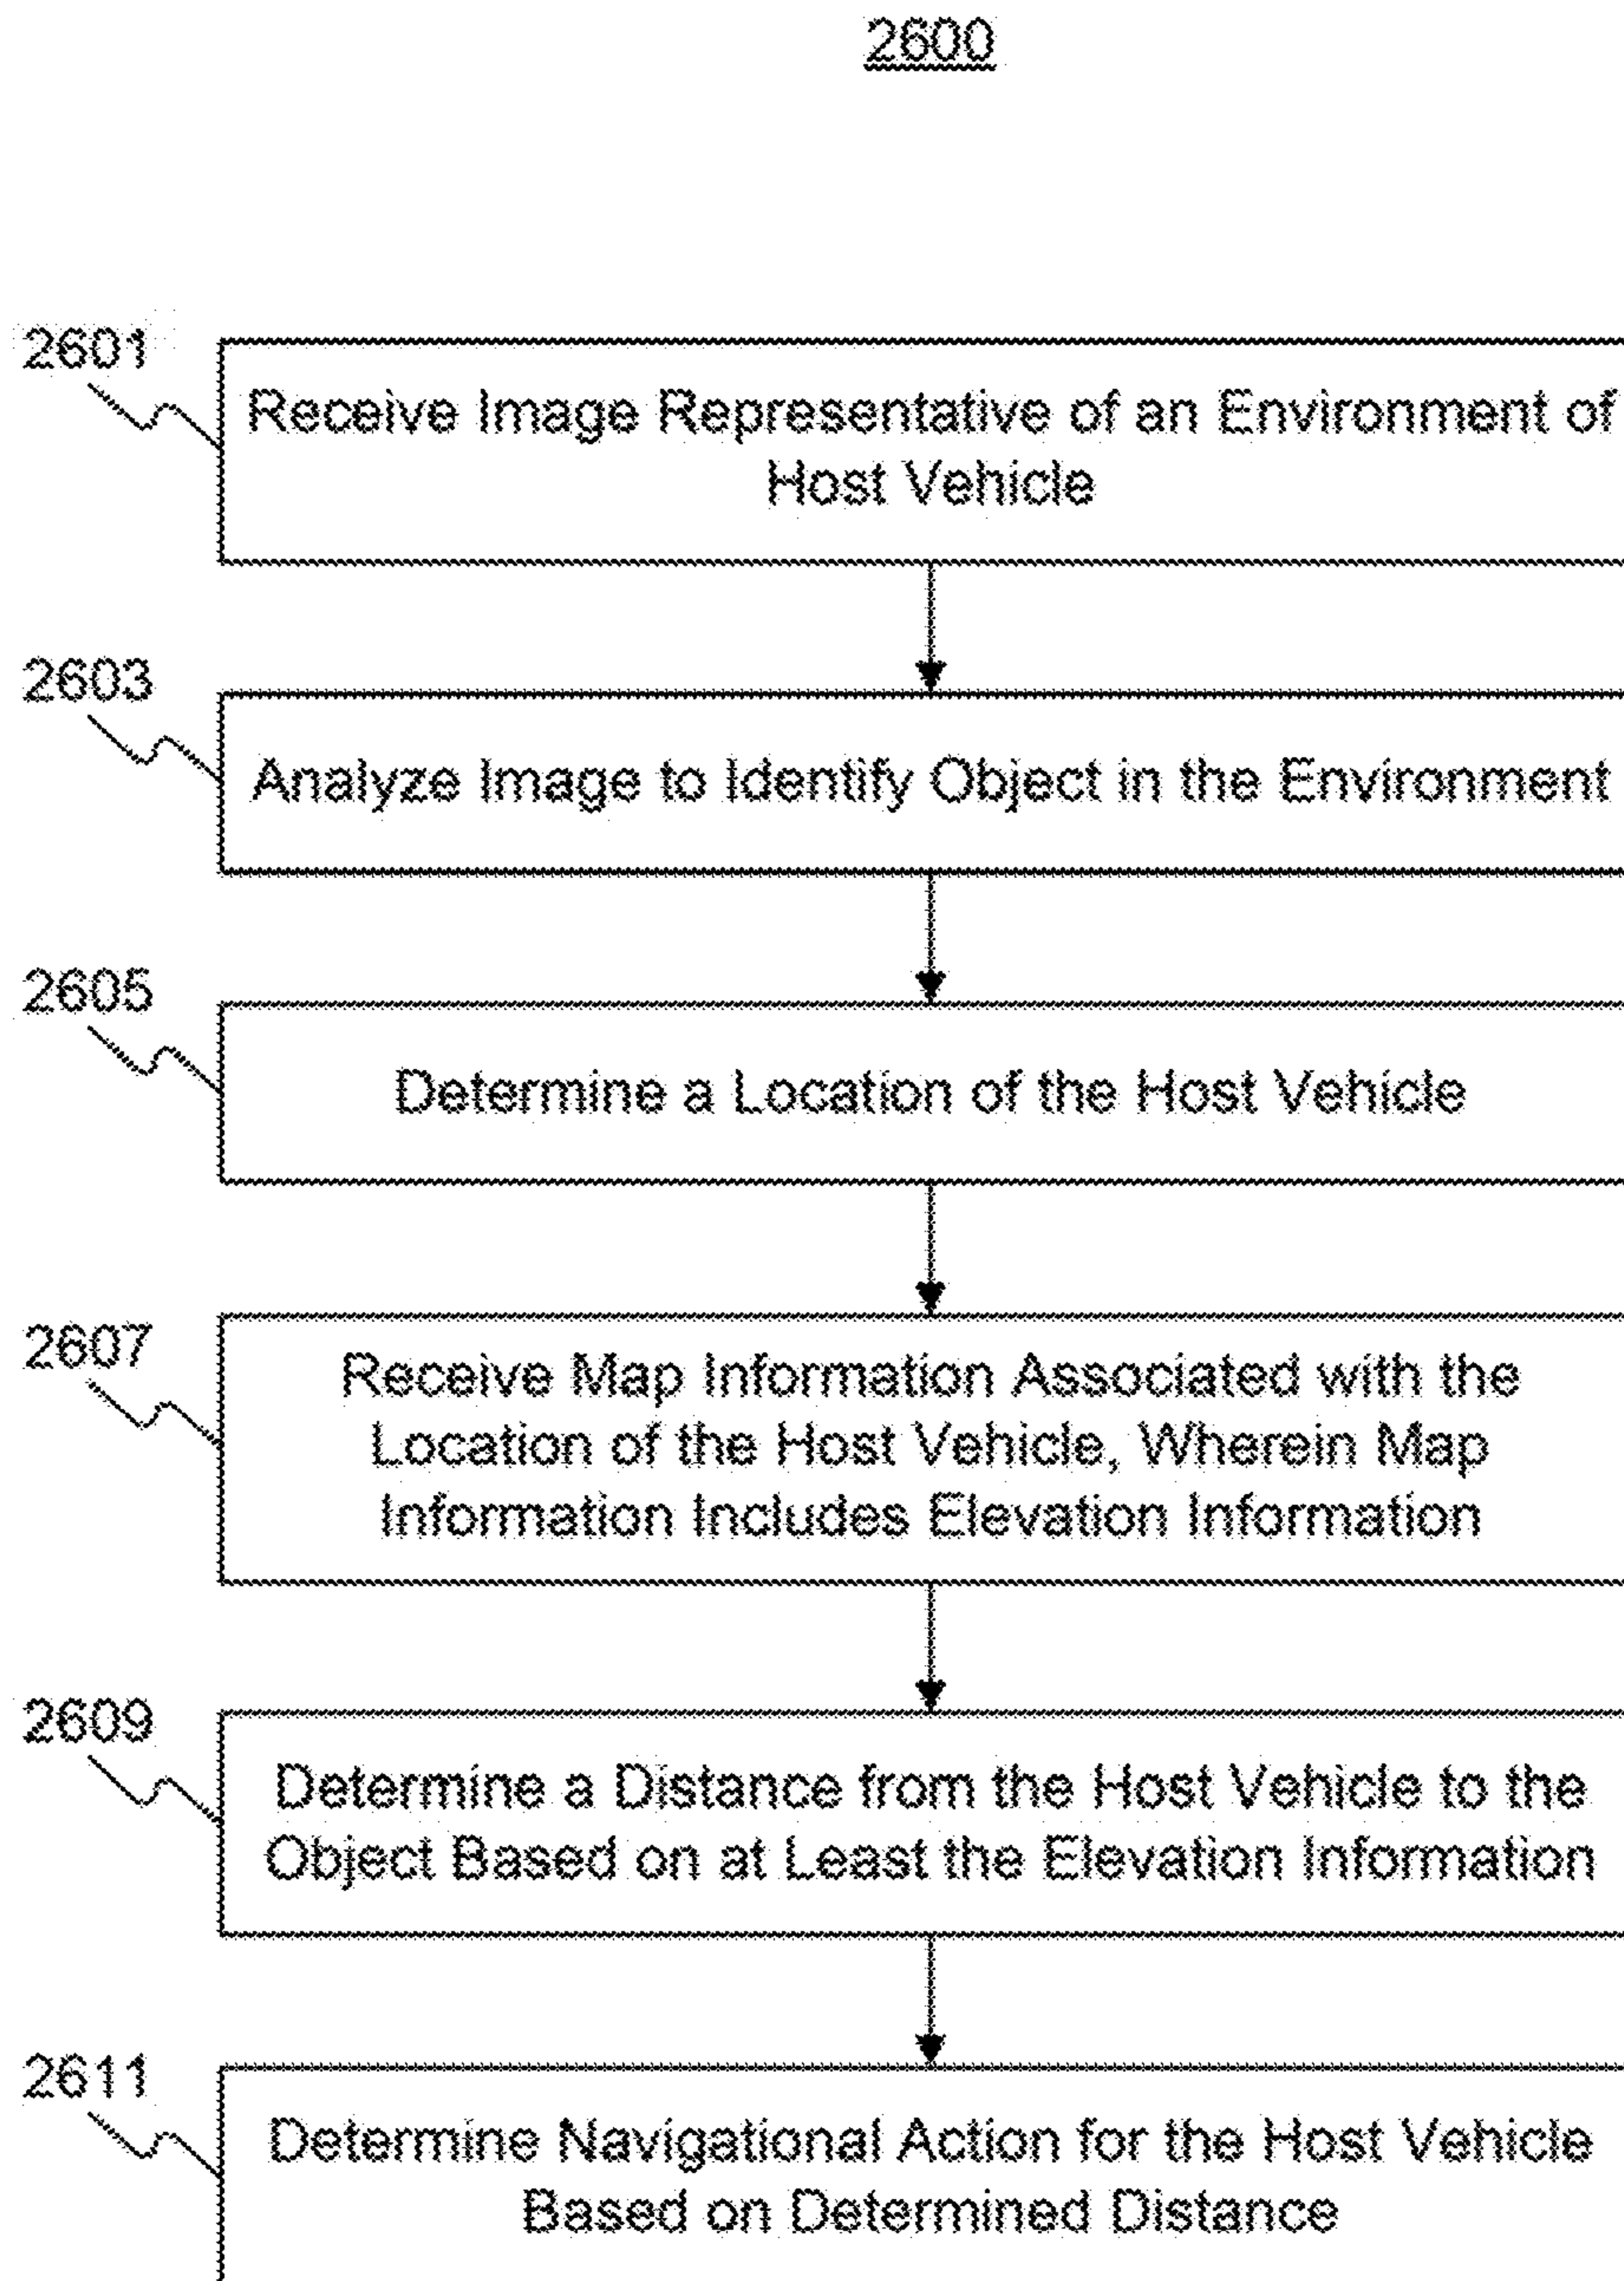 2600
2601
Receive Image Representative of an Environment of
Host Vehicle
2603
Analyze Image to Identify Object in the Environment
2605
Determine a Location of the Host Vehicle
2607
Receive Map Information Associated with the
Location of the Host Vehicle, Wherein Map
Information Includes Elevation Information
2609
Determine a Distance from the Host Vehicle to the
Object Based on at Least the Elevation Information
2611
Determine Navigational Action for the Host Vehicle
Based on Determined Distance